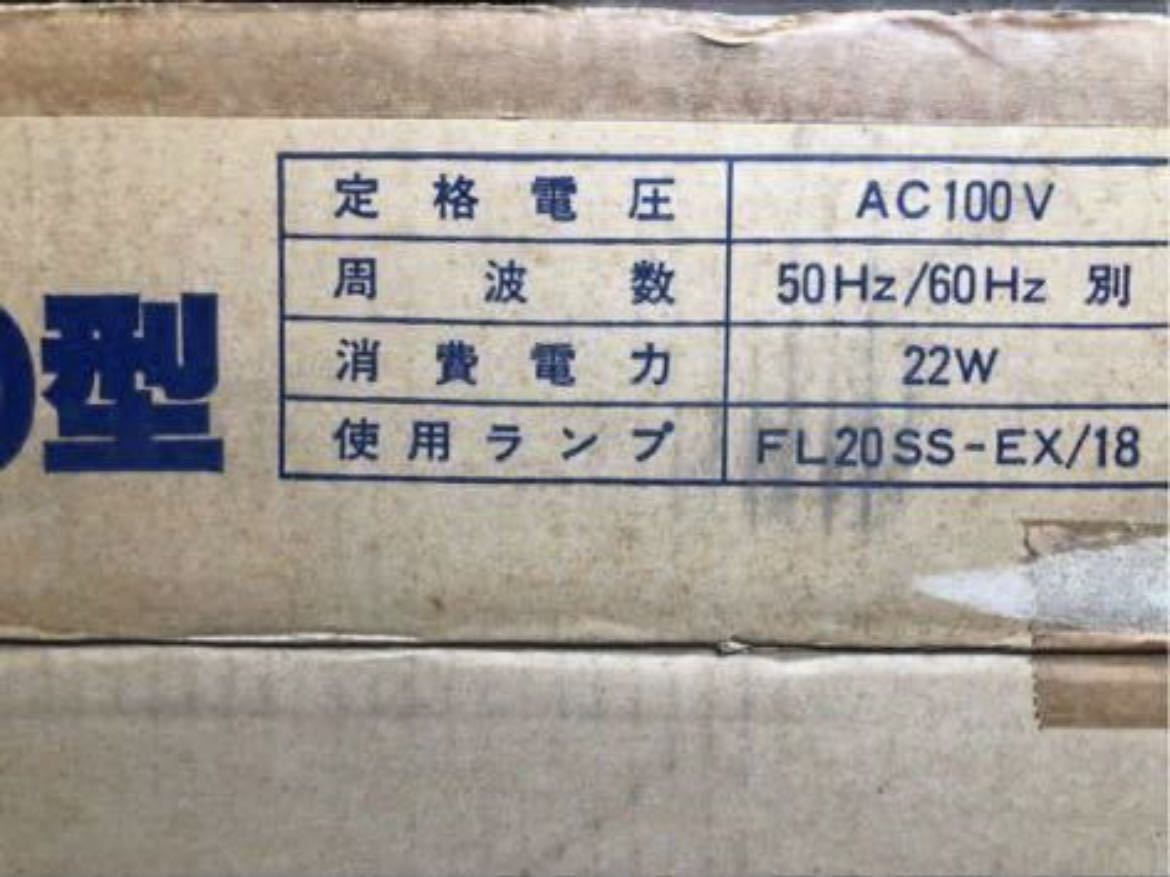 定格電圧 AC100V
周波数 50Hz/60Hz 別
消費電力 22W
使用ランプ FL20SS-EX/18
型